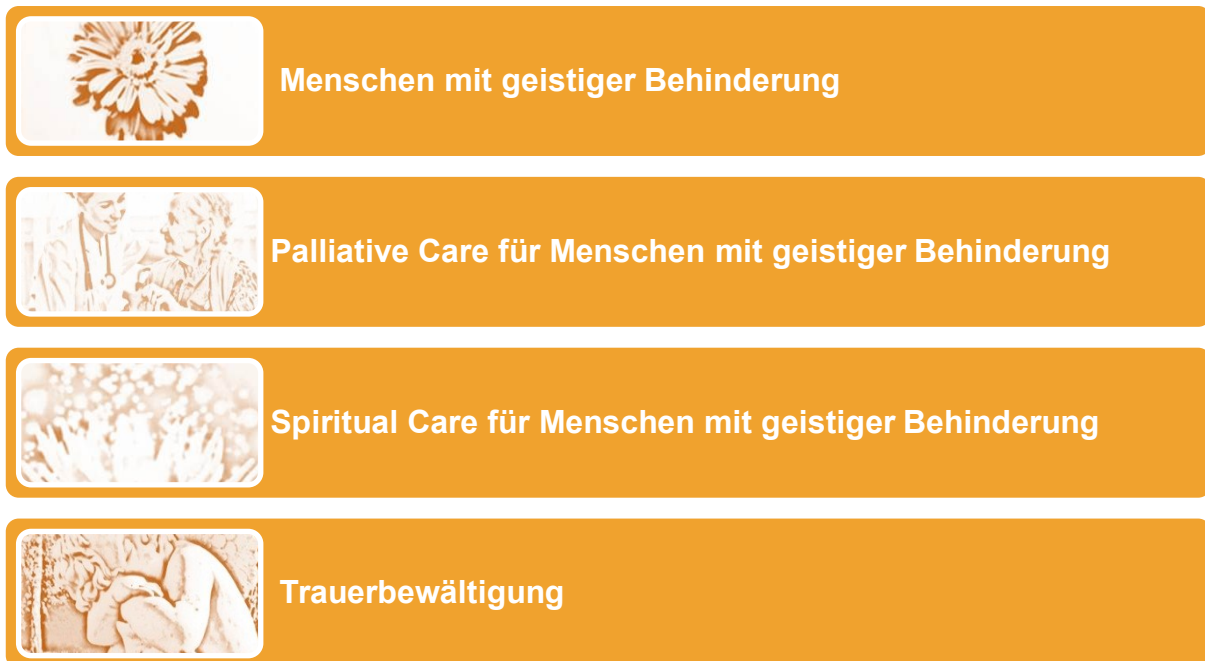 Menschen mit geistiger Behinderung
Palliative Care für Menschen mit geistiger Behinderung
Spiritual Care für Menschen mit geistiger Behinderung
Trauerbewältigung